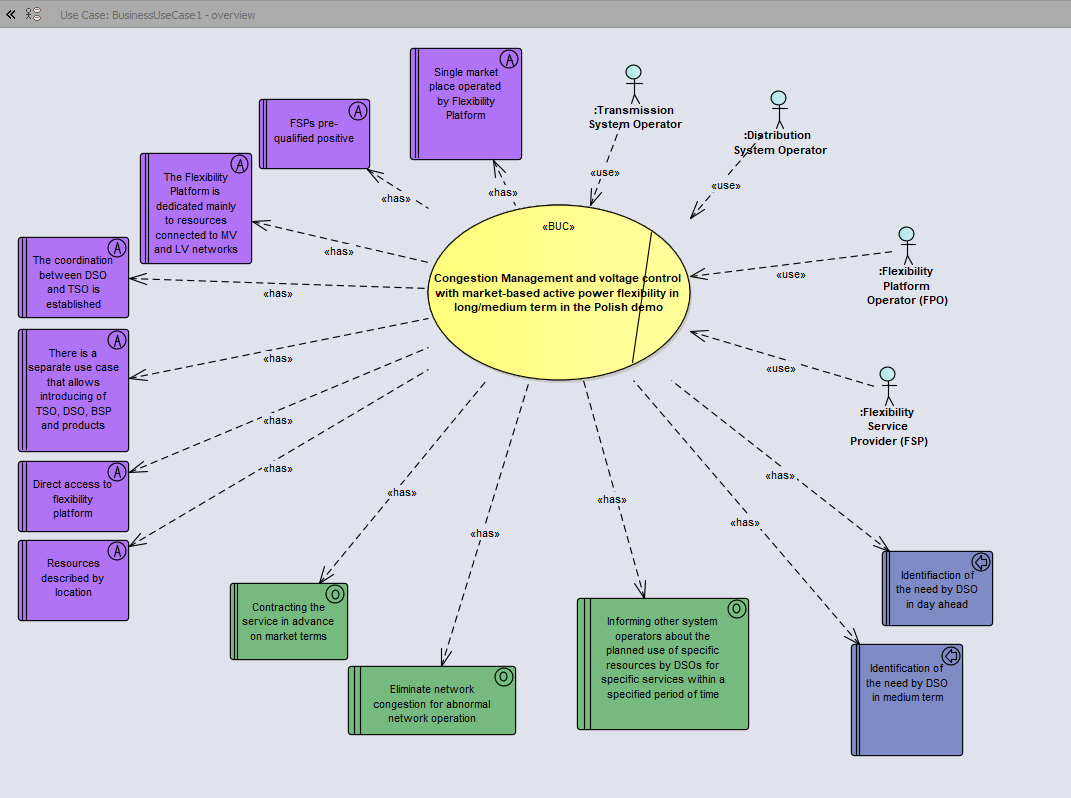 Use Case: BusinessUseCase1 - overview
A
Single market
place operated
by Flexibility
Platform
:Transmission
System Operator
:Distribution
System Operator
A
FSPs pre-
qualified positive
A
The Flexibility
Platform is
dedicated mainly
to resources
connected to MV
and LV networks
«use»
«use»
«has»
«has»
«BUC»
Congestion Management and voltage control
with market-based active power flexibility in
long/medium term in the Polish demo
A
The coordination
between DSO
and TSO is
established
«has»
«has»
«use»
:Flexibility
Platform
Operator (FPO)
A
There is a
separate use case
that allows
introducing of
TSO, DSO, BSP
and products
«has»
«use»
:Flexibility
Service
Provider (FSP)
«has»
A
Direct access to
flexibility
platform
«has»
«has»
«has»
«has»
«has»
«has»
A
Resources
described by
location
Identifiaction of
the need by DSO
in day ahead
O
Contracting the
service in advance
on market terms
O
Informing other system
operators about the
planned use of specific
resources by DSOs for
specific services within a
specified period of time
Identification of
the need by DSO
in medium term
O
Eliminate network
congestion for abnormal
network operation